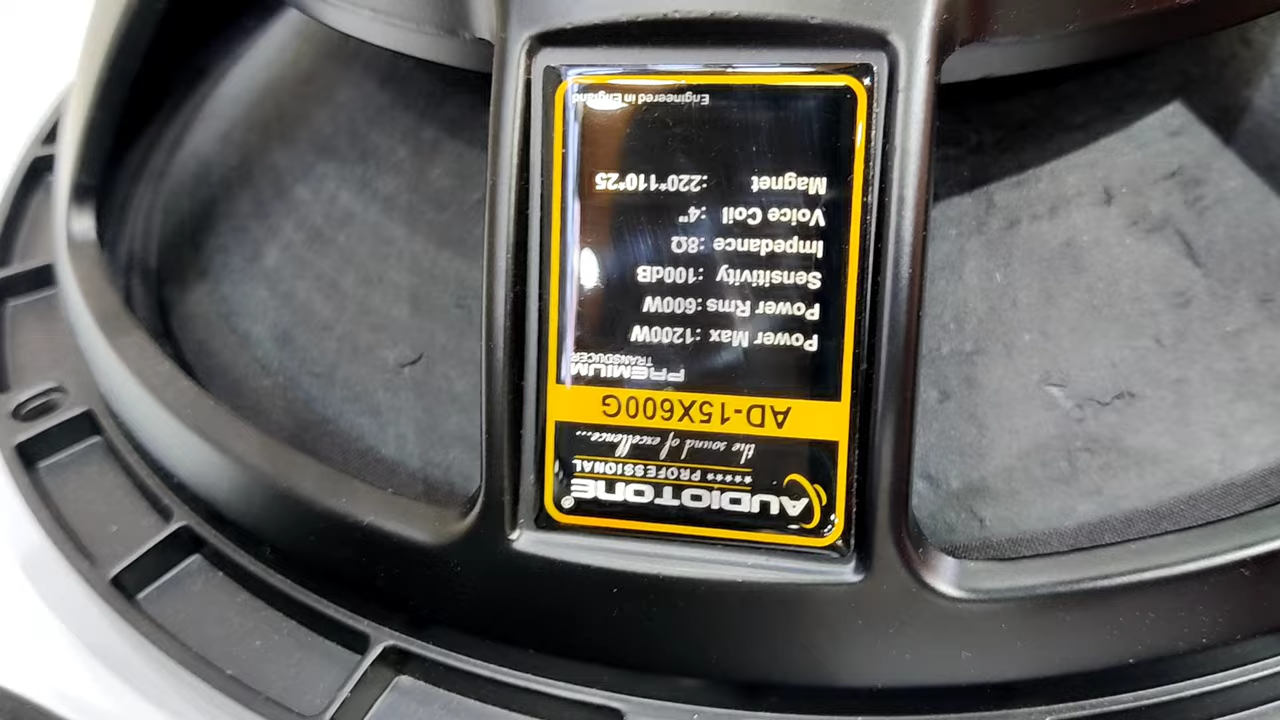 AUDIOTONE®
★★★★★ PROFESSIONAL
the sound of excellence...
AD-15X600G
PREMIUM
TRANSDUCER
Power Max :1200W
Power Rms :600W
Sensitivity :100dB
Impedance :8Ω
Voice Coil :4"
Magnet :220*110*25
Engineered in England